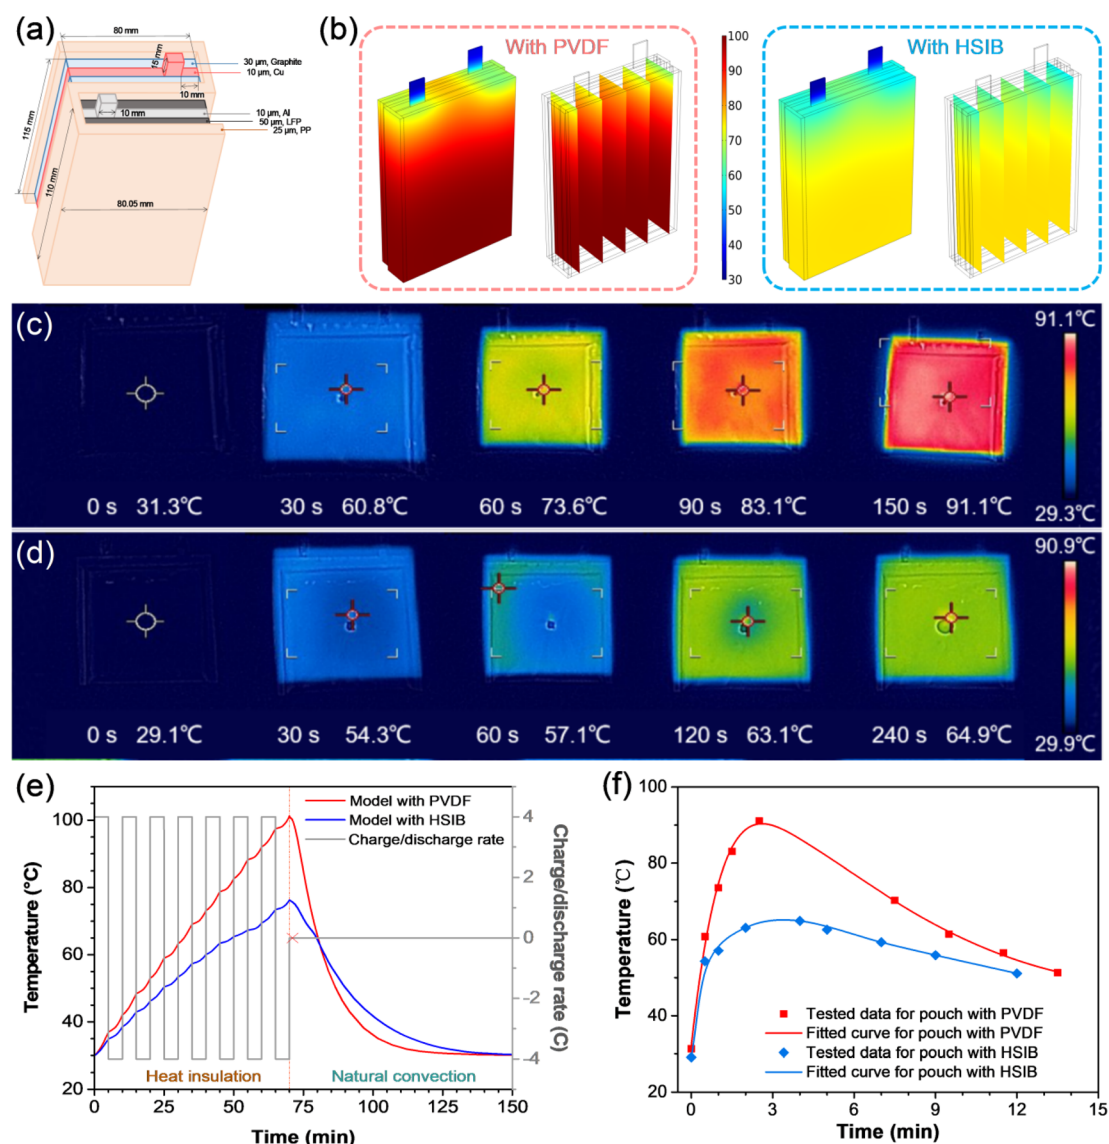 (a)
80 mm
15 mm
30 μm, Graphite
10 μm, Cu
10 mm
10 mm
10 μm, Al
50 μm, LFP
25 μm, PP
115 mm
110 mm
80.05 mm
(b)
With PVDF
100
90
80
70
60
50
40
30
With HSIB
(c)
91.1℃
0 s 31.3℃
30 s 60.8℃
60 s 73.6℃
90 s 83.1℃
150 s 91.1℃
29.3℃
(d)
90.9℃
0 s 29.1℃
30 s 54.3℃
60 s 57.1℃
120 s 63.1℃
240 s 64.9℃
29.9℃
(e)
Model with PVDF
Model with HSIB
Charge/discharge rate
Temperature (°C)
100
80
60
40
20
4
2
0
-2
-4
Charge/discharge rate (C)
Heat insulation
Natural convection
0
25
50
75
100
125
150
Time (min)
(f)
Temperature (℃)
100
80
60
40
20
Tested data for pouch with PVDF
Fitted curve for pouch with PVDF
Tested data for pouch with HSIB
Fitted curve for pouch with HSIB
0
3
6
9
12
15
Time (min)